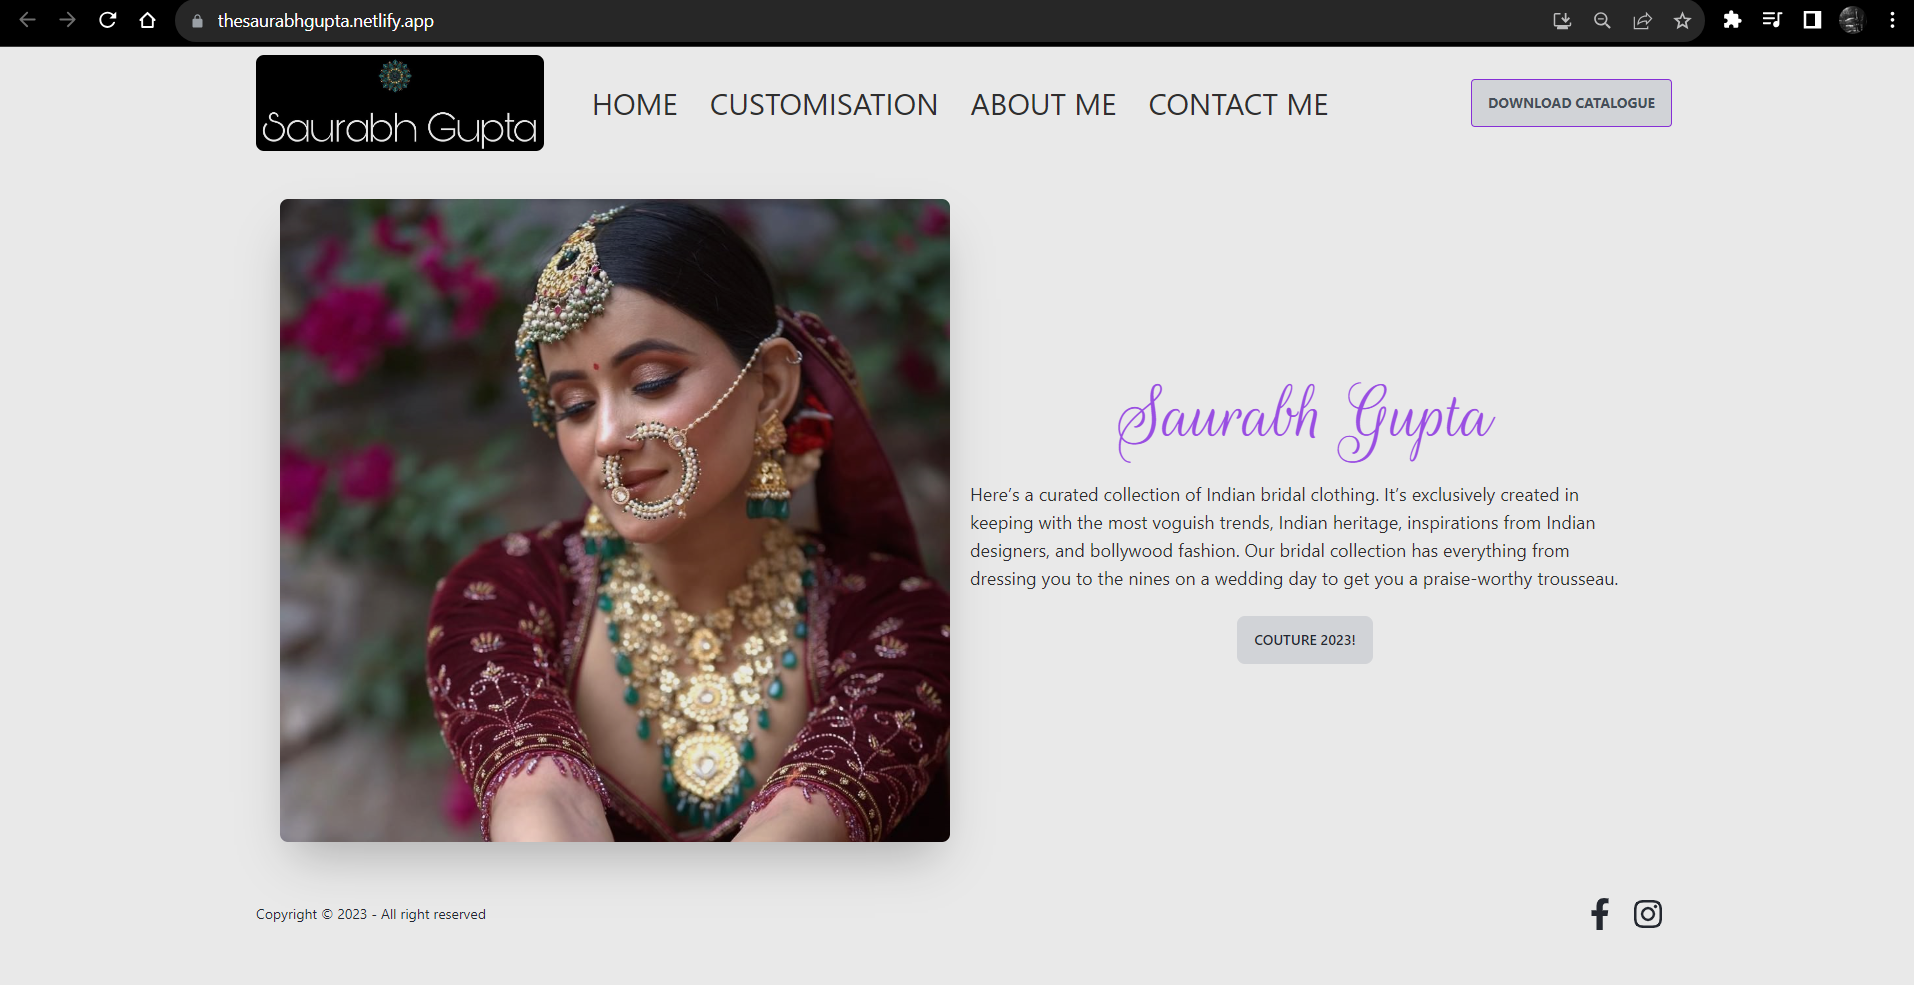 thesaurabhgupta.netlify.app
Saurabh Gupta
HOME
CUSTOMISATION
ABOUT ME
CONTACT ME
DOWNLOAD CATALOGUE
Saurabh Gupta
Here’s a curated collection of Indian bridal clothing. It’s exclusively created in
keeping with the most voguish trends, Indian heritage, inspirations from Indian
designers, and bollywood fashion. Our bridal collection has everything from
dressing you to the nines on a wedding day to get you a praise-worthy trousseau.
COUTURE 2023!
Copyright © 2023 - All right reserved